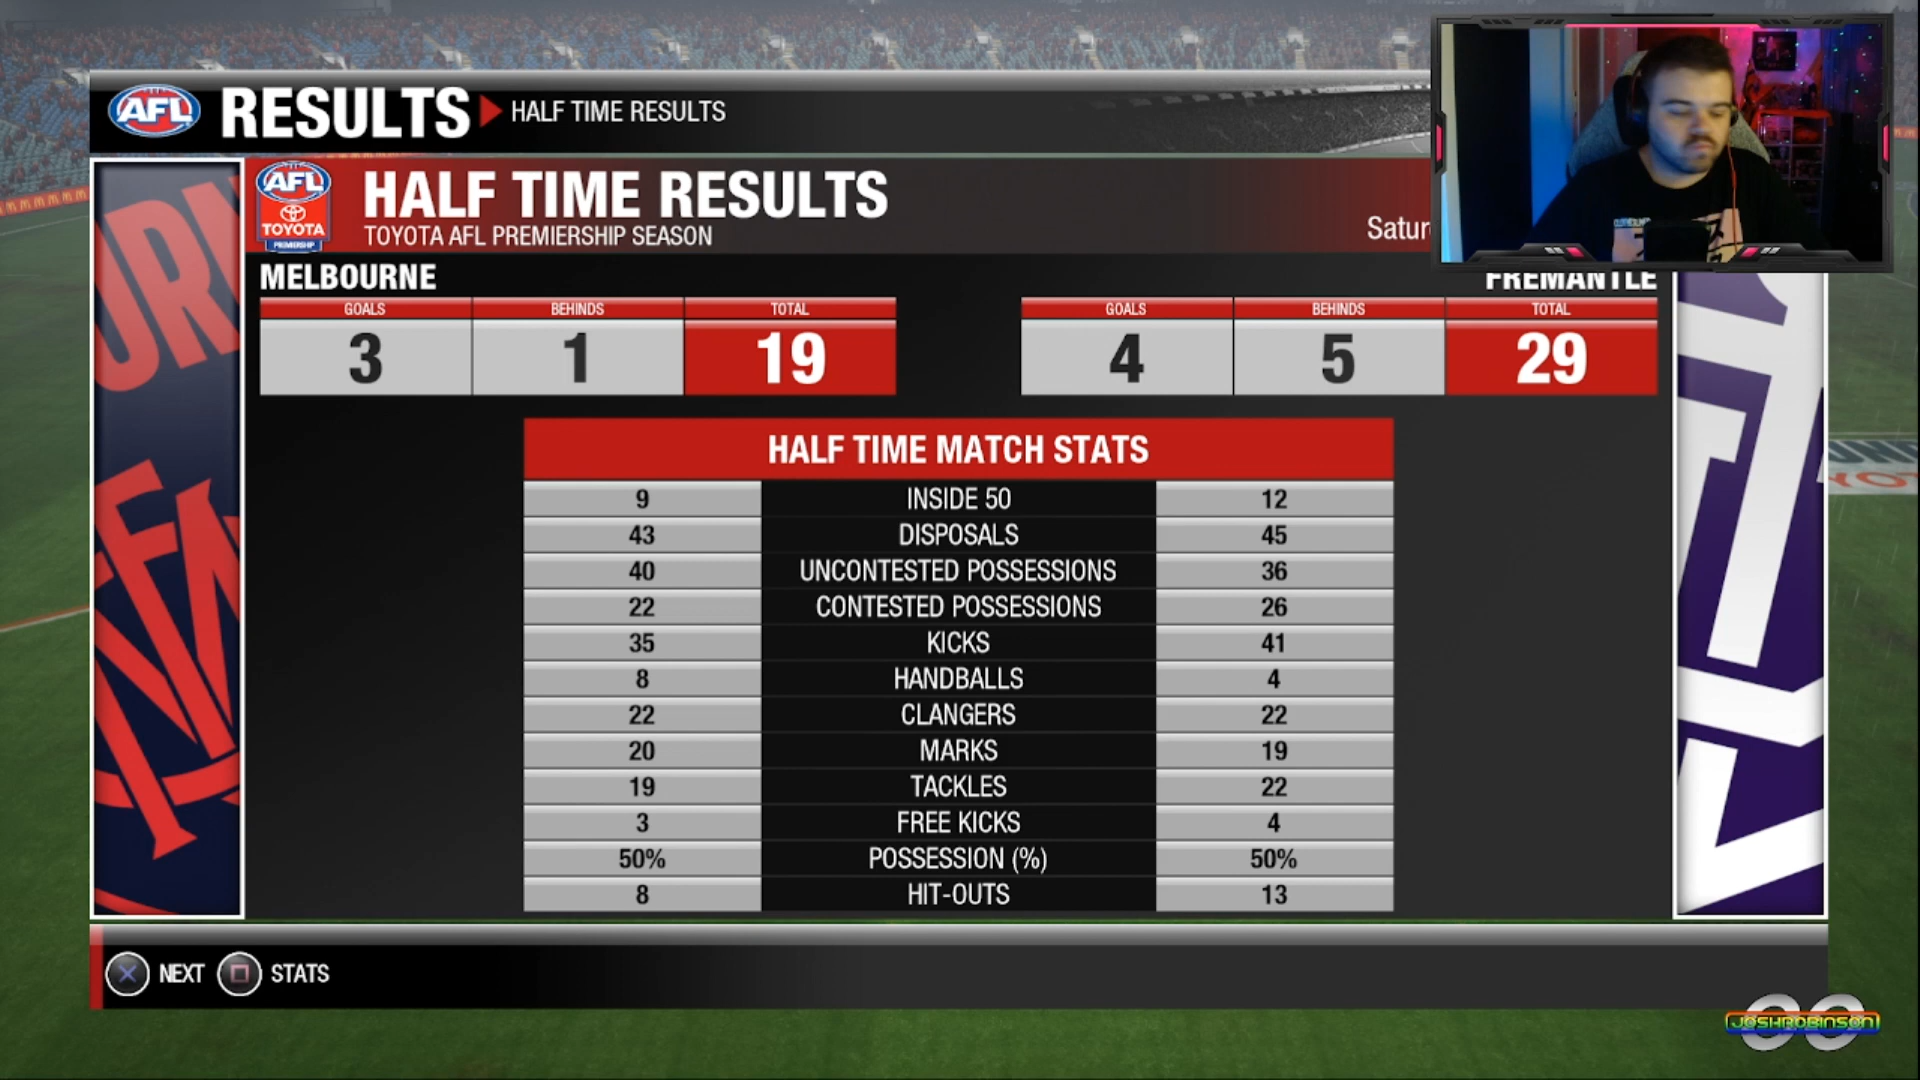 AFL RESULTS HALF TIME RESULTS
AFL
TOYOTA
PREMIERSHIP
HALF TIME RESULTS
TOYOTA AFL PREMIERSHIP SEASON
Satur
MELBOURNE
FREMANTLE
GOALS BEHINDS TOTAL GOALS BEHINDS TOTAL
3 1 19 4 5 29
HALF TIME MATCH STATS
9 INSIDE 50 12
43 DISPOSALS 45
40 UNCONTESTED POSSESSIONS 36
22 CONTESTED POSSESSIONS 26
35 KICKS 41
8 HANDBALLS 4
22 CLANGERS 22
20 MARKS 19
19 TACKLES 22
3 FREE KICKS 4
50% POSSESSION (%) 50%
8 HIT-OUTS 13
NEXT STATS
JOSHROBINSON